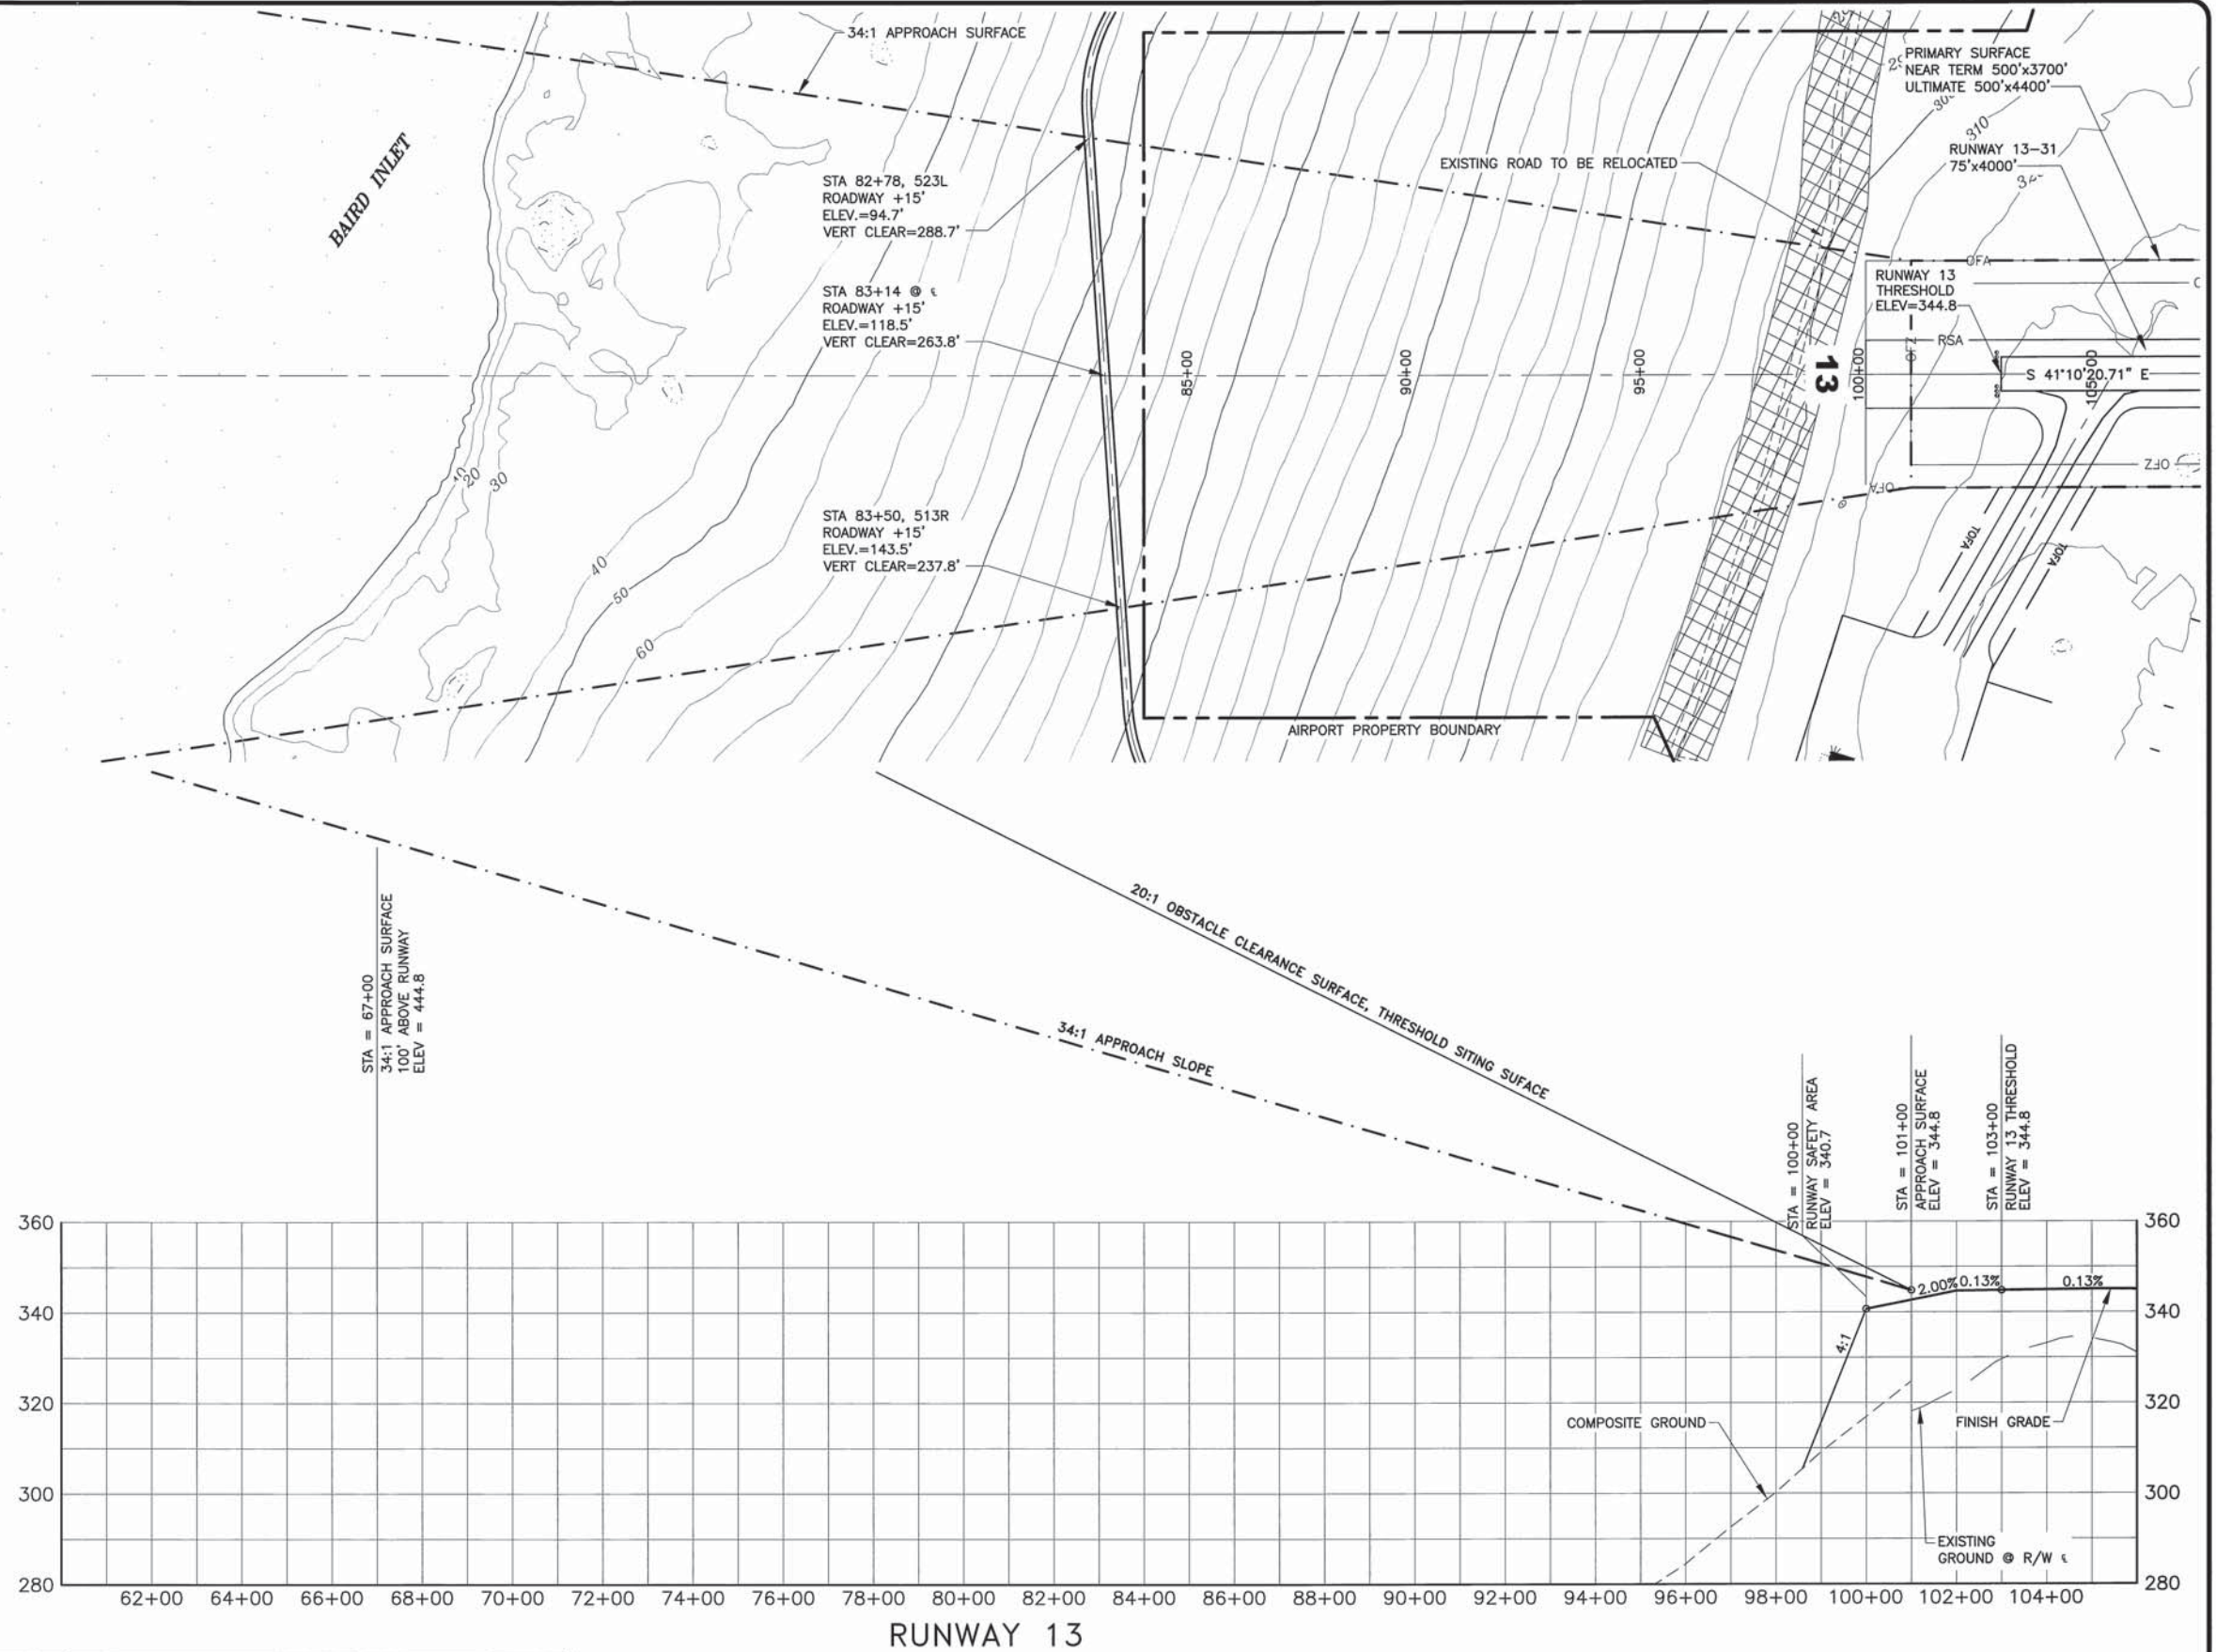 34:1 APPROACH SURFACE
PRIMARY SURFACE
NEAR TERM 500'x3700'
ULTIMATE 500'x4400'
310
RUNWAY 13-31
75'x4000'
BAIRD INLET
EXISTING ROAD TO BE RELOCATED
STA 82+78, 523L
ROADWAY +15'
ELEV.=94.7'
VERT CLEAR=288.7'
STA 83+14 @ ℄
ROADWAY +15'
ELEV.=118.5'
VERT CLEAR=263.8'
STA 83+50, 513R
ROADWAY +15'
ELEV.=143.5'
VERT CLEAR=237.8'
OFA
RUNWAY 13
THRESHOLD
ELEV=344.8
RSA
OFZ
85+00
90+00
95+00
13
100+00
S 41°10'20.71" E
105+00
OFZ
OFA
TOFA
TOFA
10
20
30
40
50
60
AIRPORT PROPERTY BOUNDARY
20:1 OBSTACLE CLEARANCE SURFACE, THRESHOLD SITING SUFACE
34:1 APPROACH SLOPE
STA = 67+00
34:1 APPROACH SURFACE
100' ABOVE RUNWAY
ELEV = 444.8
STA = 100+00
RUNWAY SAFETY AREA
ELEV = 340.7
STA = 101+00
APPROACH SURFACE
ELEV = 344.8
STA = 103+00
RUNWAY 13 THRESHOLD
ELEV = 344.8
360 360
2.00% 0.13% 0.13%
340 340
4:1
320 320
COMPOSITE GROUND
FINISH GRADE
300 300
EXISTING
GROUND @ R/W ℄
280 280
62+00 64+00 66+00 68+00 70+00 72+00 74+00 76+00 78+00 80+00 82+00 84+00 86+00 88+00 90+00 92+00 94+00 96+00 98+00 100+00 102+00 104+00
RUNWAY 13